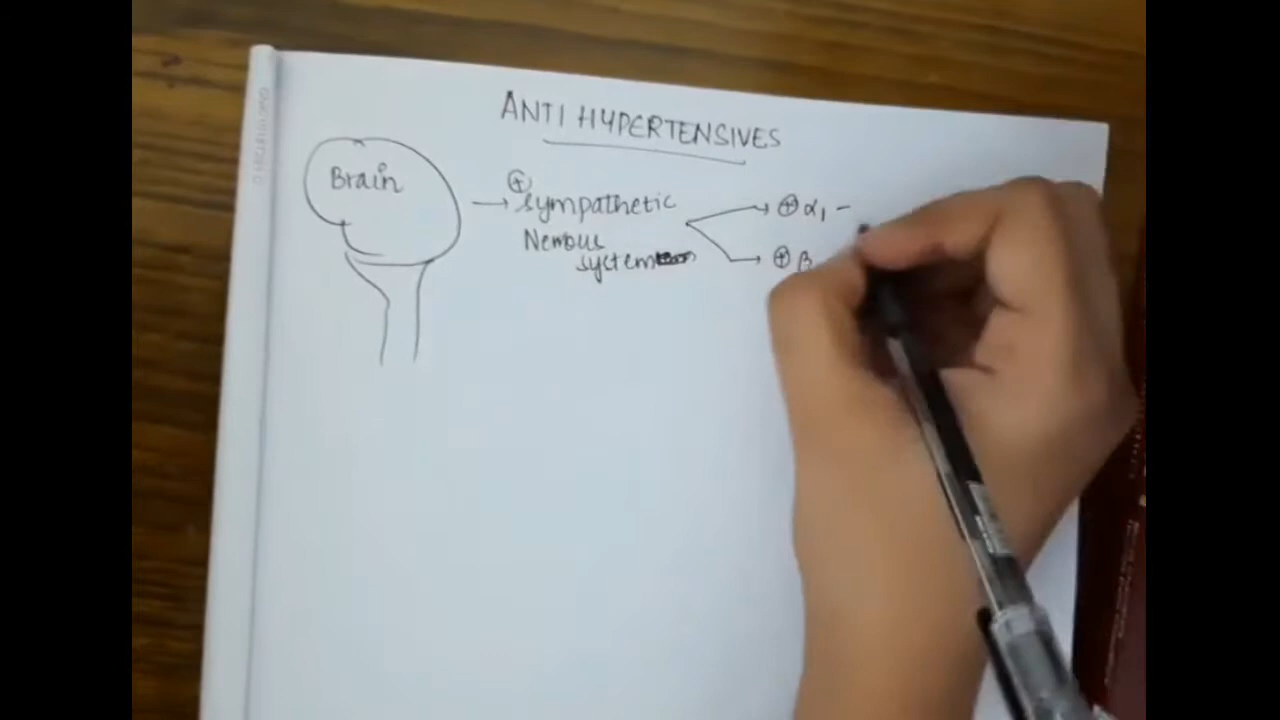 ANTI HYPERTENSIVES
Brain
⊕
Sympathetic
Nervous
system
⊕ α₁ -
⊕ β